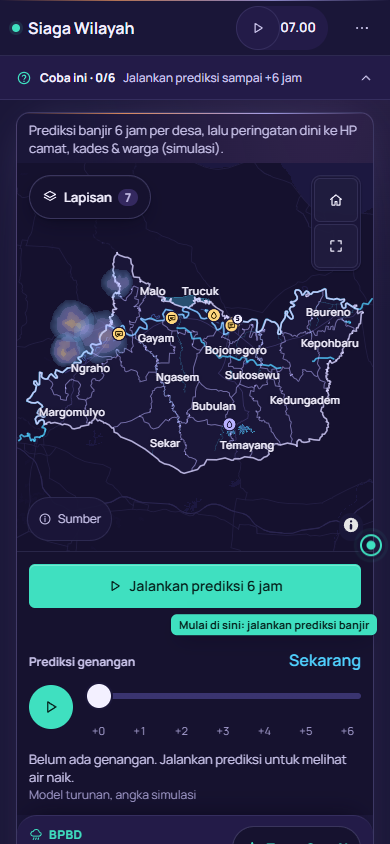 Siaga Wilayah
07.00
Coba ini · 0/6 Jalankan prediksi sampai +6 jam
Prediksi banjir 6 jam per desa, lalu peringatan dini ke HP
camat, kades & warga (simulasi).
Lapisan 7
Malo
Trucuk
5
Baureno
Gayam
Kepohbaru
Bojonegoro
Ngraho
Ngasem
Sukosewu
Kedungadem
Margomulyo
Bubulan
Sekar
Temayang
Sumber
Jalankan prediksi 6 jam
Mulai di sini: jalankan prediksi banjir
Prediksi genangan
Sekarang
+0 +1 +2 +3 +4 +5 +6
Belum ada genangan. Jalankan prediksi untuk melihat
air naik.
Model turunan, angka simulasi
BPBD